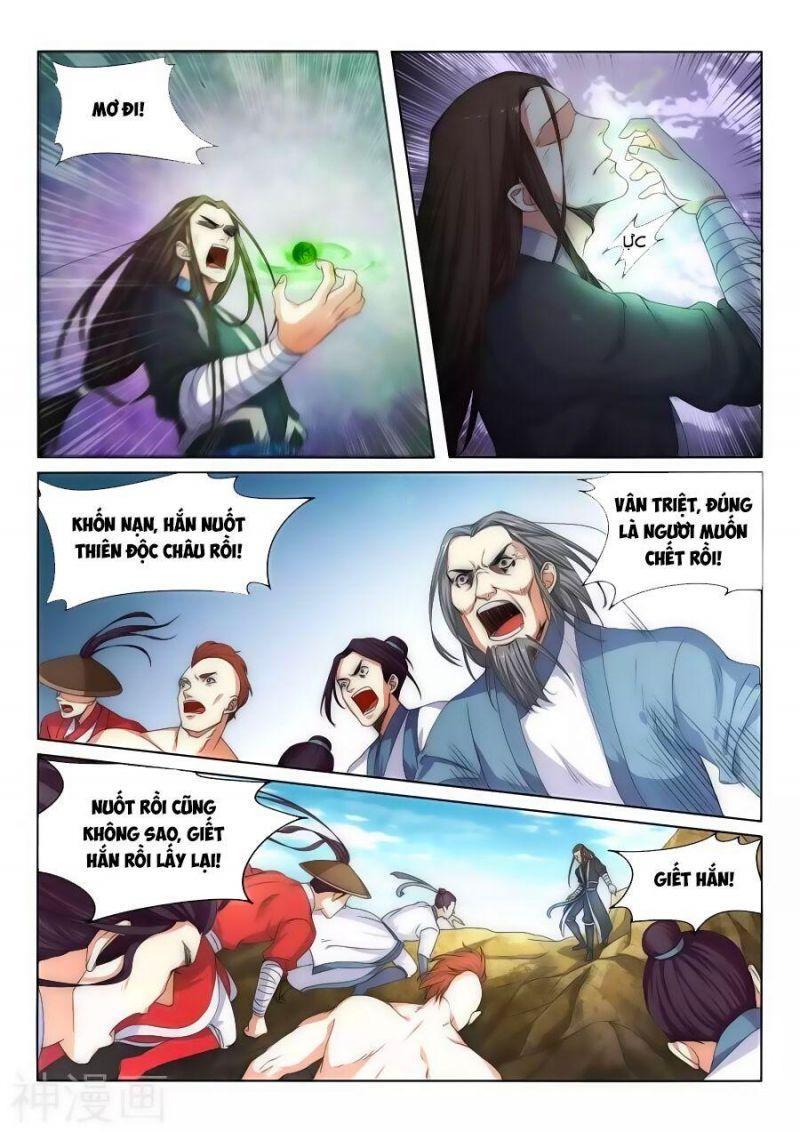 MƠ ĐI!
ỰC
KHỐN NẠN, HẮN NUỐT
THIÊN ĐỘC CHÂU RỒI!
VÂN TRIỆT, ĐÚNG
LÀ NGƯƠI MUỐN
CHẾT RỒI!
NUỐT RỒI CŨNG
KHÔNG SAO, GIẾT
HẮN RỒI LẤY LẠI!
GIẾT HẮN!
神漫画